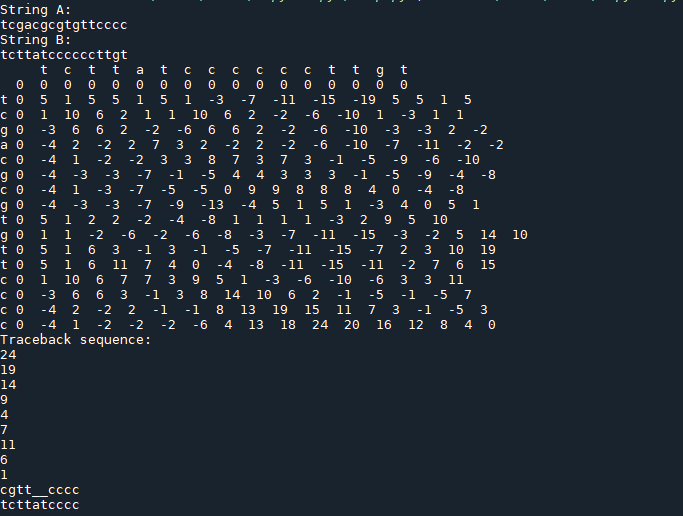 String A:
tcgacgcgtgttcccc
String B:
tcttatccccccttgt
t c t t a t c c c c c c t t g t
0 0 0 0 0 0 0 0 0 0 0 0 0 0 0 0 0
t 0 5 1 5 5 1 5 1 -3 -7 -11 -15 -19 5 5 1 5
c 0 1 10 6 2 1 1 10 6 2 -2 -6 -10 1 -3 1 1
g 0 -3 6 6 2 -2 -6 6 6 2 -2 -6 -10 -3 -3 2 -2
a 0 -4 2 -2 2 7 3 2 -2 2 -2 -6 -10 -7 -11 -2 -2
c 0 -4 1 -2 -2 3 3 8 7 3 7 3 -1 -5 -9 -6 -10
g 0 -4 -3 -3 -7 -1 -5 4 4 3 3 3 -1 -5 -9 -4 -8
c 0 -4 1 -3 -7 -5 -5 0 9 9 8 8 8 4 0 -4 -8
g 0 -4 -3 -3 -7 -9 -13 -4 5 1 5 1 -3 4 0 5 1
t 0 5 1 2 2 -2 -4 -8 1 1 1 1 -3 2 9 5 10
g 0 1 1 -2 -6 -2 -6 -8 -3 -7 -11 -15 -3 -2 5 14 10
t 0 5 1 6 3 -1 3 -1 -5 -7 -11 -15 -7 2 3 10 19
t 0 5 1 6 11 7 4 0 -4 -8 -11 -15 -11 -2 7 6 15
c 0 1 10 6 7 7 3 9 5 1 -3 -6 -10 -6 3 3 11
c 0 -3 6 6 3 -1 3 8 14 10 6 2 -1 -5 -1 -5 7
c 0 -4 2 -2 2 -1 -1 8 13 19 15 11 7 3 -1 -5 3
c 0 -4 1 -2 -2 -2 -6 4 13 18 24 20 16 12 8 4 0
Traceback sequence:
24
19
14
9
4
7
11
6
1
cgtt__cccc
tcttatcccc